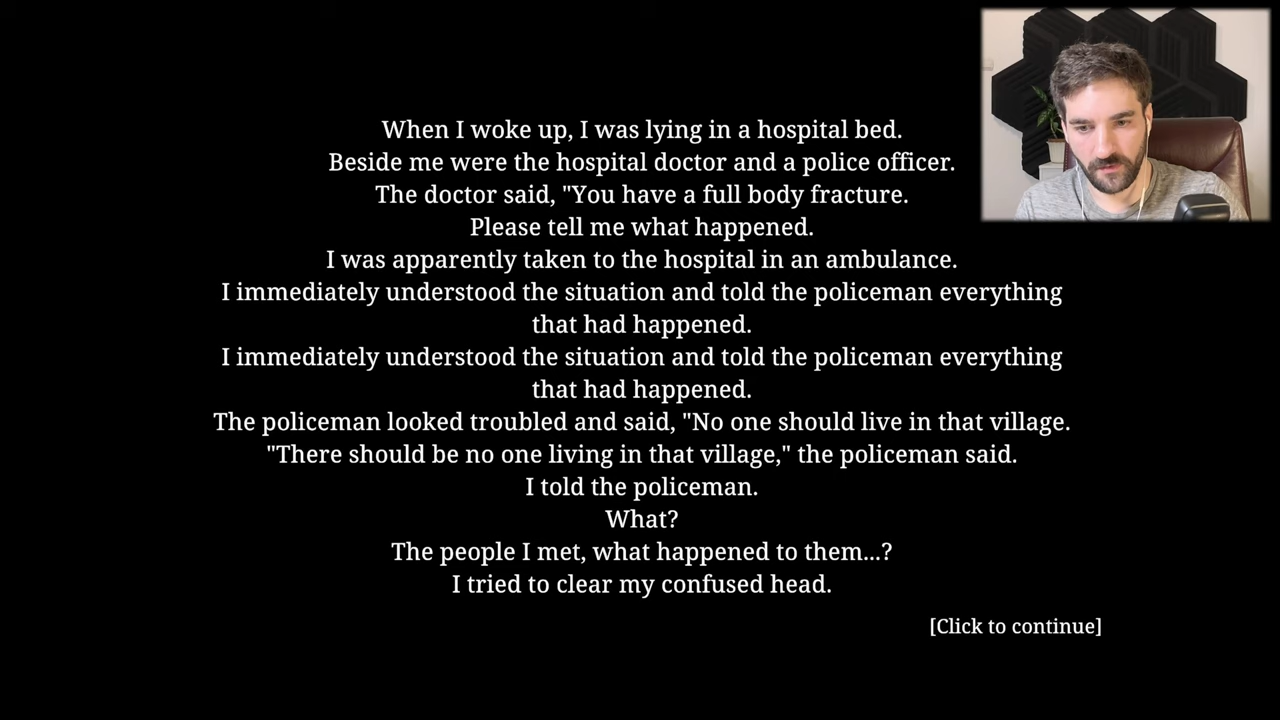 When I woke up, I was lying in a hospital bed.
Beside me were the hospital doctor and a police officer.
The doctor said, "You have a full body fracture.
Please tell me what happened.
I was apparently taken to the hospital in an ambulance.
I immediately understood the situation and told the policeman everything
that had happened.
I immediately understood the situation and told the policeman everything
that had happened.
The policeman looked troubled and said, "No one should live in that village.
"There should be no one living in that village," the policeman said.
I told the policeman.
What?
The people I met, what happened to them...?
I tried to clear my confused head.
[Click to continue]